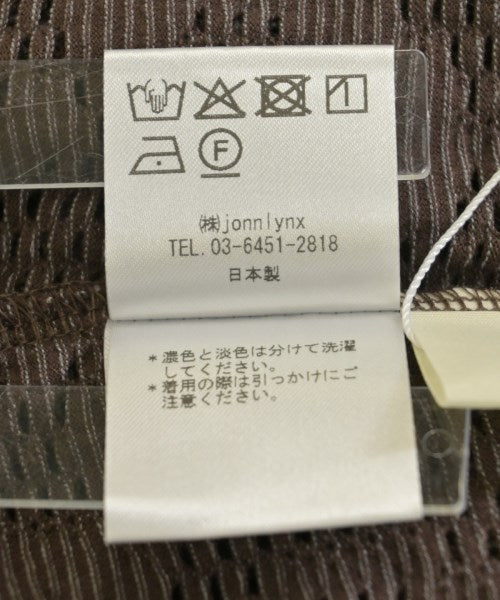 F
㈱jonnlynx
TEL. 03-6451-2818
日本製
*濃色と淡色は分けて洗濯
してください。
*着用の際は引っかけにご
注意ください。